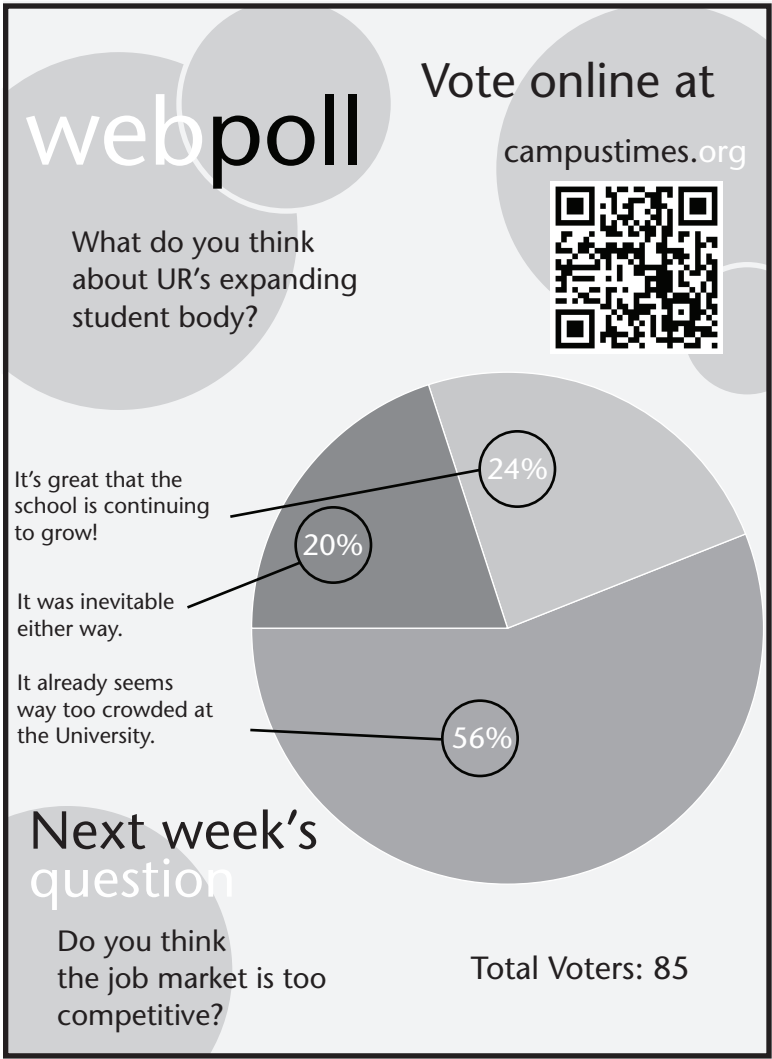 webpoll
Vote online at
campustimes.org
What do you think
about UR's expanding
student body?
It's great that the
school is continuing
to grow!
24%
20%
It was inevitable
either way.
It already seems
way too crowded at
the University.
56%
Next week's
question
Do you think
the job market is too
competitive?
Total Voters: 85